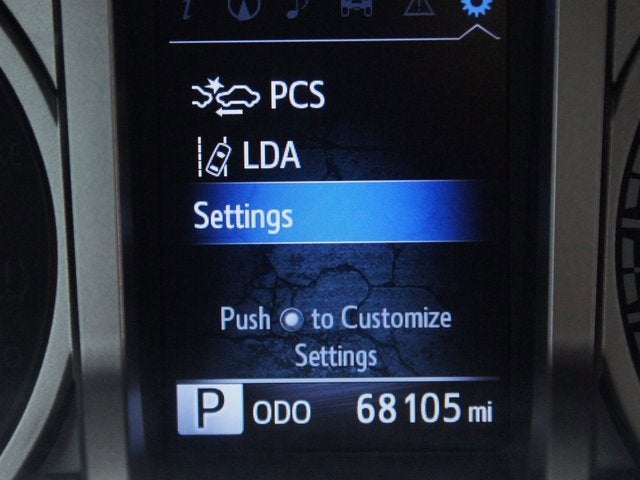 PCS
LDA
Settings
Push to Customize
Settings
P ODO 68105 mi